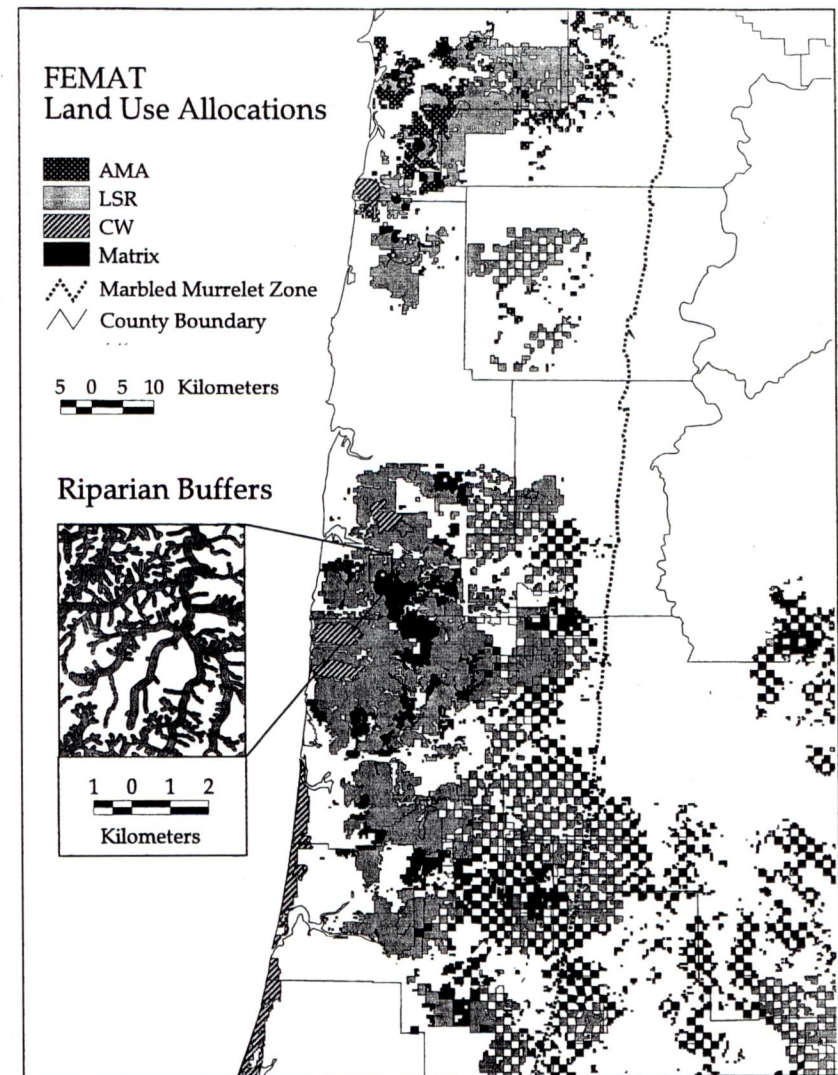 FEMAT
Land Use Allocations
AMA
LSR
CW
Matrix
Marbled Murrelet Zone
County Boundary
5 0 5 10 Kilometers
Riparian Buffers
1 0 1 2
Kilometers